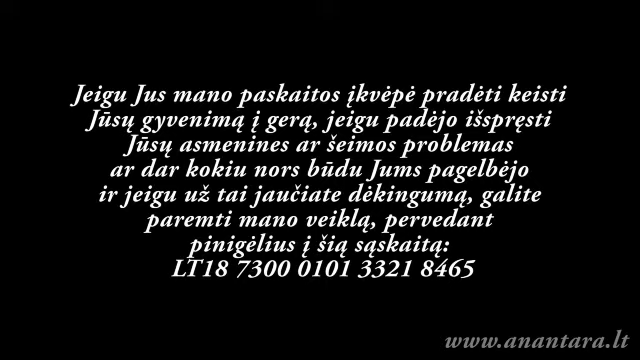 Jeigu Jus mano paskaitos įkvėpė pradėti keisti
Jūsų gyvenimą į gerą, jeigu padėjo išspręsti
Jūsų asmenines ar šeimos problemas
ar dar kokiu nors būdu Jums pagelbėjo
ir jeigu už tai jaučiate dėkingumą, galite
paremti mano veiklą, pervedant
pinigėlius į šią sąskaitą:
LT18 7300 0101 3321 8465
www.anantara.lt